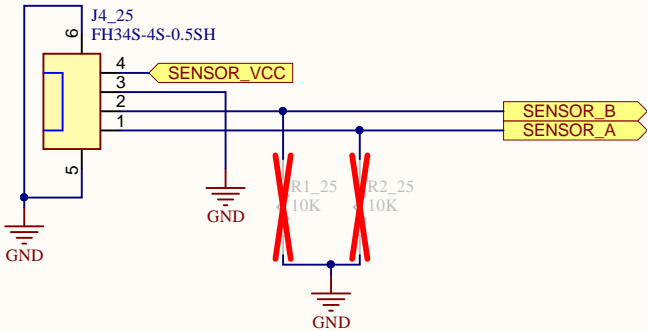 J4_25
FH34S-4S-0.5SH
6
4
SENSOR_VCC
3
2
SENSOR_B
1
SENSOR_A
5
R1_25
10K
R2_25
10K
GND
GND
GND